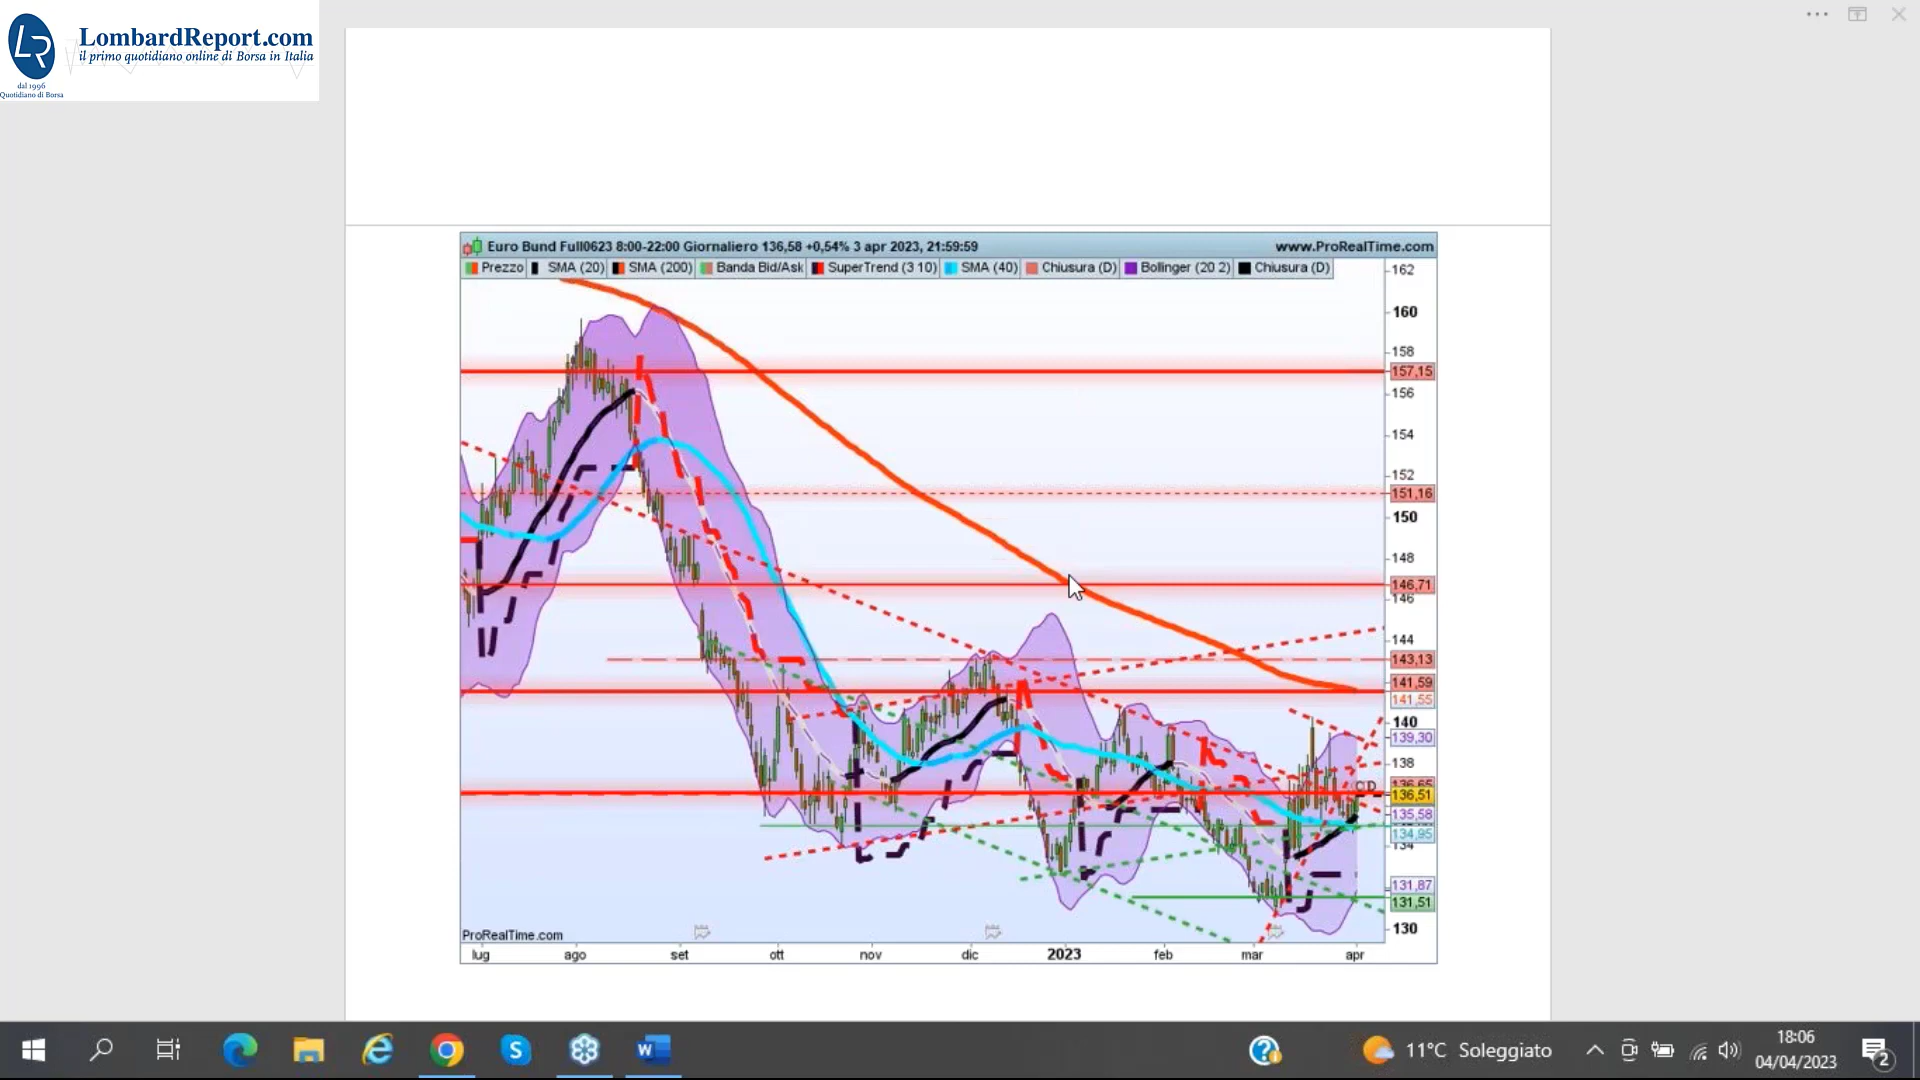 LR
LombardReport.com
il primo quotidiano online di Borsa in Italia
dal 1996
Quotidiano di Borsa
Euro Bund Full0623 8:00-22:00 Giornaliero 136,58 +0,54% 3 apr 2023, 21:59:59
www.ProRealTime.com
Prezzo SMA (20) SMA (200) Banda Bid/Ask SuperTrend (3 10) SMA (40) Chiusura (D) Bollinger (20 2) Chiusura (D)
162
160
158
157,15
156
154
152
151,16
150
148
146,71
146
144
143,13
141,59
141,55
140
139,30
138
136,51
135,58
134,95
134
131,87
131,51
130
ProRealTime.com
lug ago set ott nov dic 2023 feb mar apr
11°C Soleggiato
18:06
04/04/2023
2